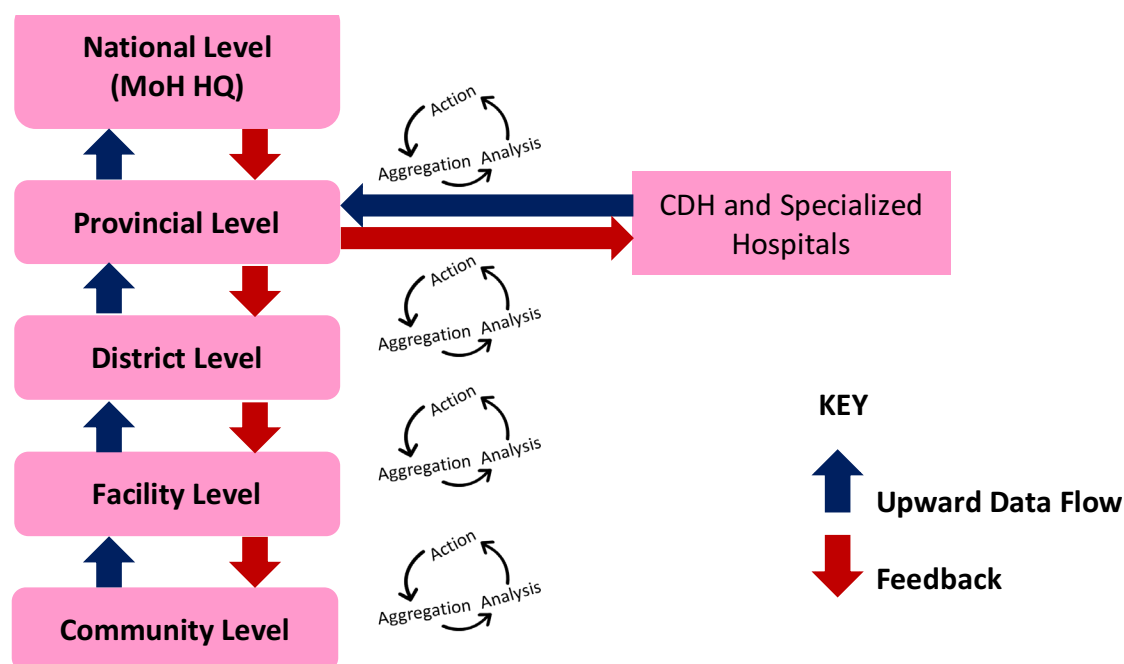 National Level
(MoH HQ)
Action
Aggregation
Analysis
Provincial Level
CDH and Specialized
Hospitals
Action
Aggregation
Analysis
District Level
Action
Aggregation
Analysis
KEY
Facility Level
Upward Data Flow
Action
Aggregation
Analysis
Feedback
Community Level